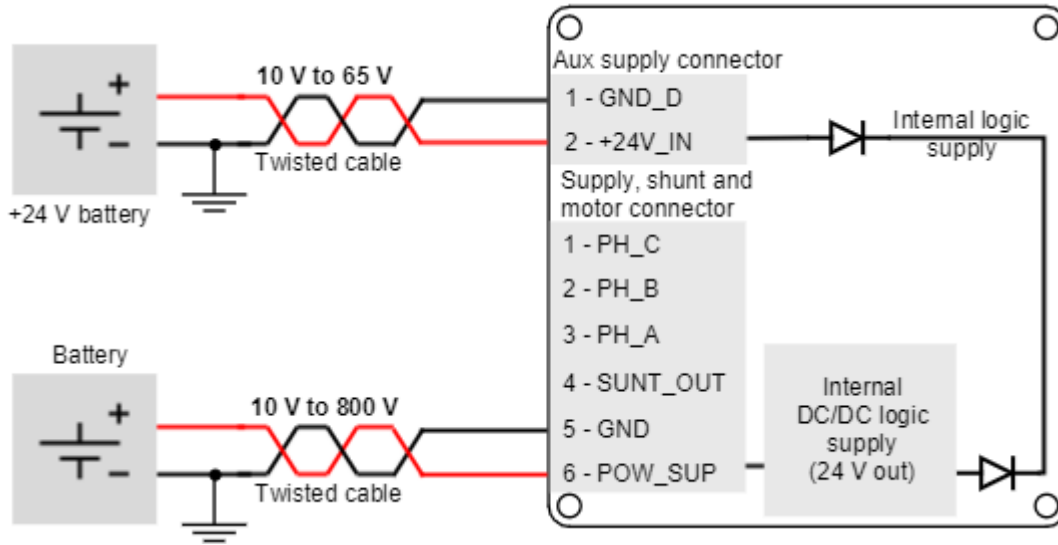 10 V to 65 V
Twisted cable
+
-
+24 V battery
Aux supply connector
1 - GND_D
2 - +24V_IN
Internal logic
supply
Supply, shunt and
motor connector
1 - PH_C
2 - PH_B
3 - PH_A
4 - SUNT_OUT
5 - GND
6 - POW_SUP
Battery
+
-
10 V to 800 V
Twisted cable
Internal
DC/DC logic
supply
(24 V out)